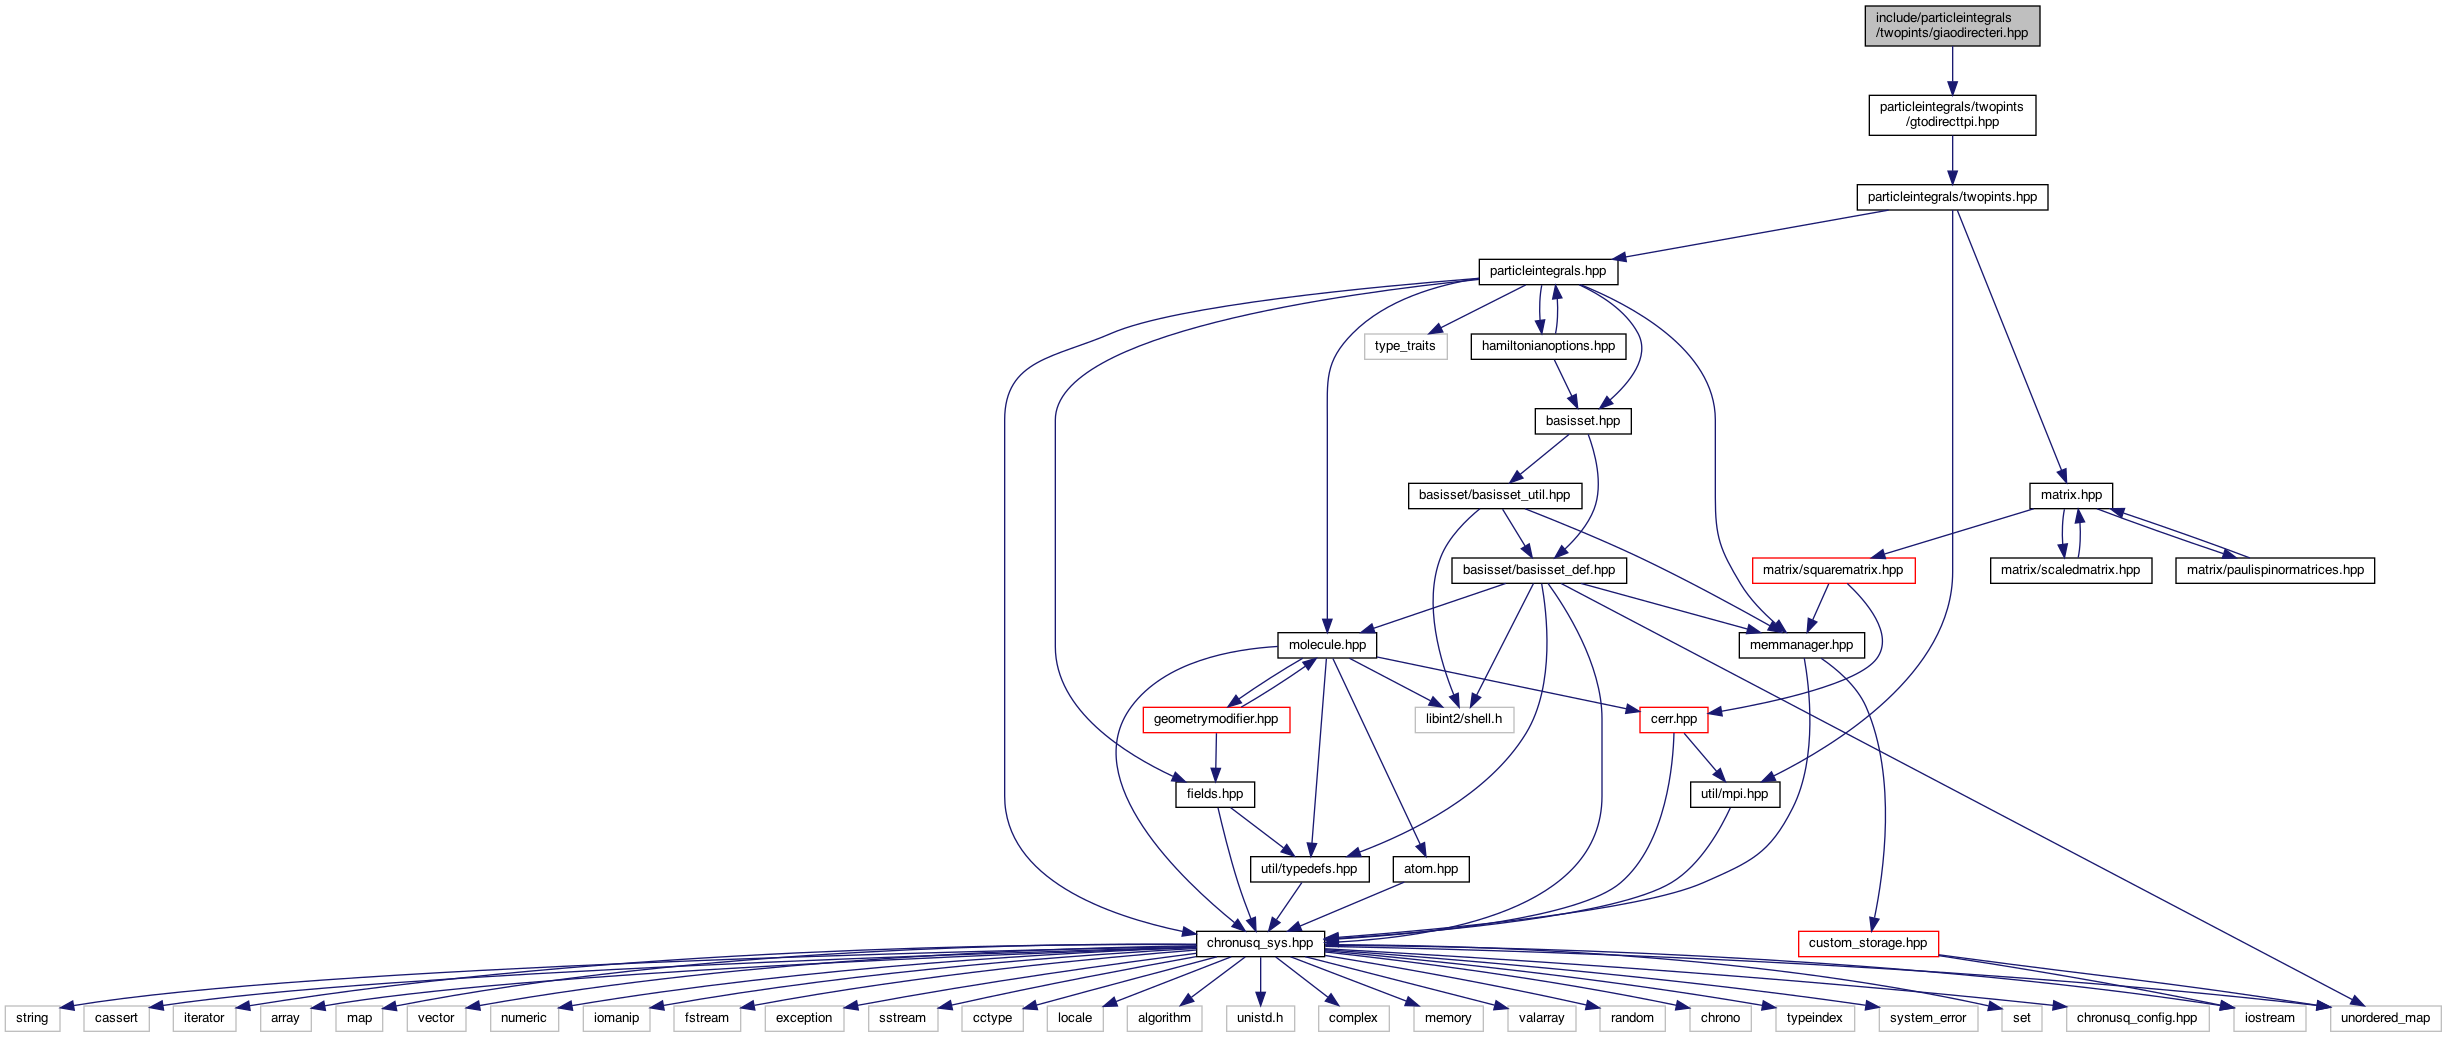 include/particleintegrals
/twopints/giaodirecteri.hpp
particleintegrals/twopints
/gtodirecttpi.hpp
particleintegrals/twopints.hpp
particleintegrals.hpp
type_traits
hamiltonianoptions.hpp
basisset.hpp
basisset/basisset_util.hpp
matrix.hpp
basisset/basisset_def.hpp
matrix/squarematrix.hpp
matrix/scaledmatrix.hpp
matrix/paulispinormatrices.hpp
molecule.hpp
memmanager.hpp
geometrymodifier.hpp
libint2/shell.h
cerr.hpp
fields.hpp
util/mpi.hpp
util/typedefs.hpp
atom.hpp
chronusq_sys.hpp
custom_storage.hpp
string
cassert
iterator
array
map
vector
numeric
iomanip
fstream
exception
sstream
cctype
locale
algorithm
unistd.h
complex
memory
valarray
random
chrono
typeindex
system_error
set
chronusq_config.hpp
iostream
unordered_map